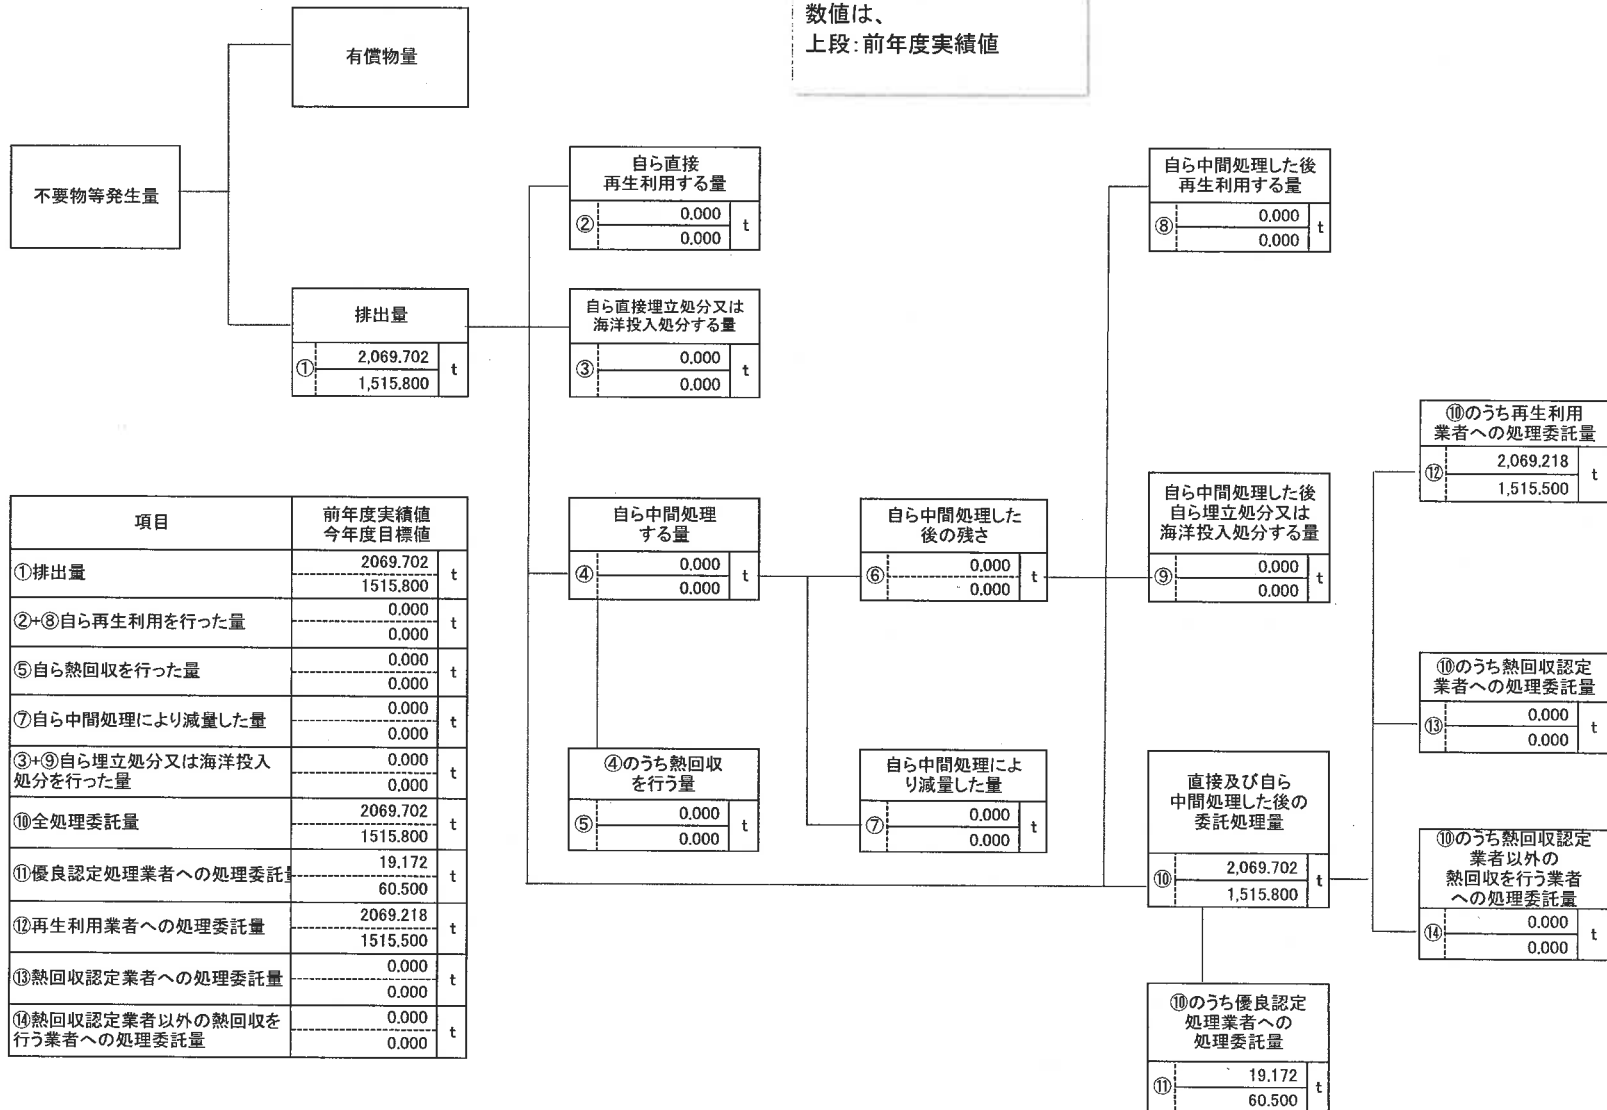 数値は、
上段：前年度実績値
有償物量
不要物等発生量
排出量
① 2,069.702 t
1,515.800
自ら直接
再生利用する量
② 0.000 t
0.000
自ら直接埋立処分又は
海洋投入処分する量
③ 0.000 t
0.000
自ら中間処理
する量
④ 0.000 t
0.000
④のうち熱回収
を行う量
⑤ 0.000 t
0.000
自ら中間処理した
後の残さ
⑥ 0.000 t
0.000
自ら中間処理によ
り減量した量
⑦ 0.000 t
0.000
自ら中間処理した後
再生利用する量
⑧ 0.000 t
0.000
自ら中間処理した後
自ら埋立処分又は
海洋投入処分する量
⑨ 0.000 t
0.000
直接及び自ら
中間処理した後の
委託処理量
⑩ 2,069.702 t
1,515.800
⑩のうち優良認定
処理業者への
処理委託量
⑪ 19.172 t
60.500
⑩のうち再生利用
業者への処理委託量
⑫ 2,069.218 t
1,515.500
⑩のうち熱回収認定
業者への処理委託量
⑬ 0.000 t
0.000
⑩のうち熱回収認定
業者以外の
熱回収を行う業者
への処理委託量
⑭ 0.000 t
0.000
項目 前年度実績値
今年度目標値
①排出量 2069.702 t
1515.800
②+⑧自ら再生利用を行った量 0.000 t
0.000
⑤自ら熱回収を行った量 0.000 t
0.000
⑦自ら中間処理により減量した量 0.000 t
0.000
③+⑨自ら埋立処分又は海洋投入 0.000 t
処分を行った量 0.000
⑩全処理委託量 2069.702 t
1515.800
⑪優良認定処理業者への処理委託 19.172 t
60.500
⑫再生利用業者への処理委託量 2069.218 t
1515.500
⑬熱回収認定業者への処理委託量 0.000 t
0.000
⑭熱回収認定業者以外の熱回収を 0.000 t
行う業者への処理委託量 0.000